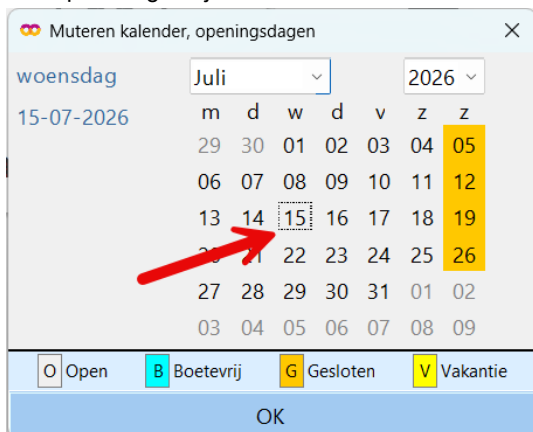 Muteren kalender, openingsdagen
woensdag Juli 2026
15-07-2026 m d w d v z z
29 30 01 02 03 04 05
06 07 08 09 10 11 12
13 14 15 16 17 18 19
22 23 24 25 26
27 28 29 30 31 01 02
03 04 05 06 07 08 09
O Open B Boetevrij G Gesloten V Vakantie
OK